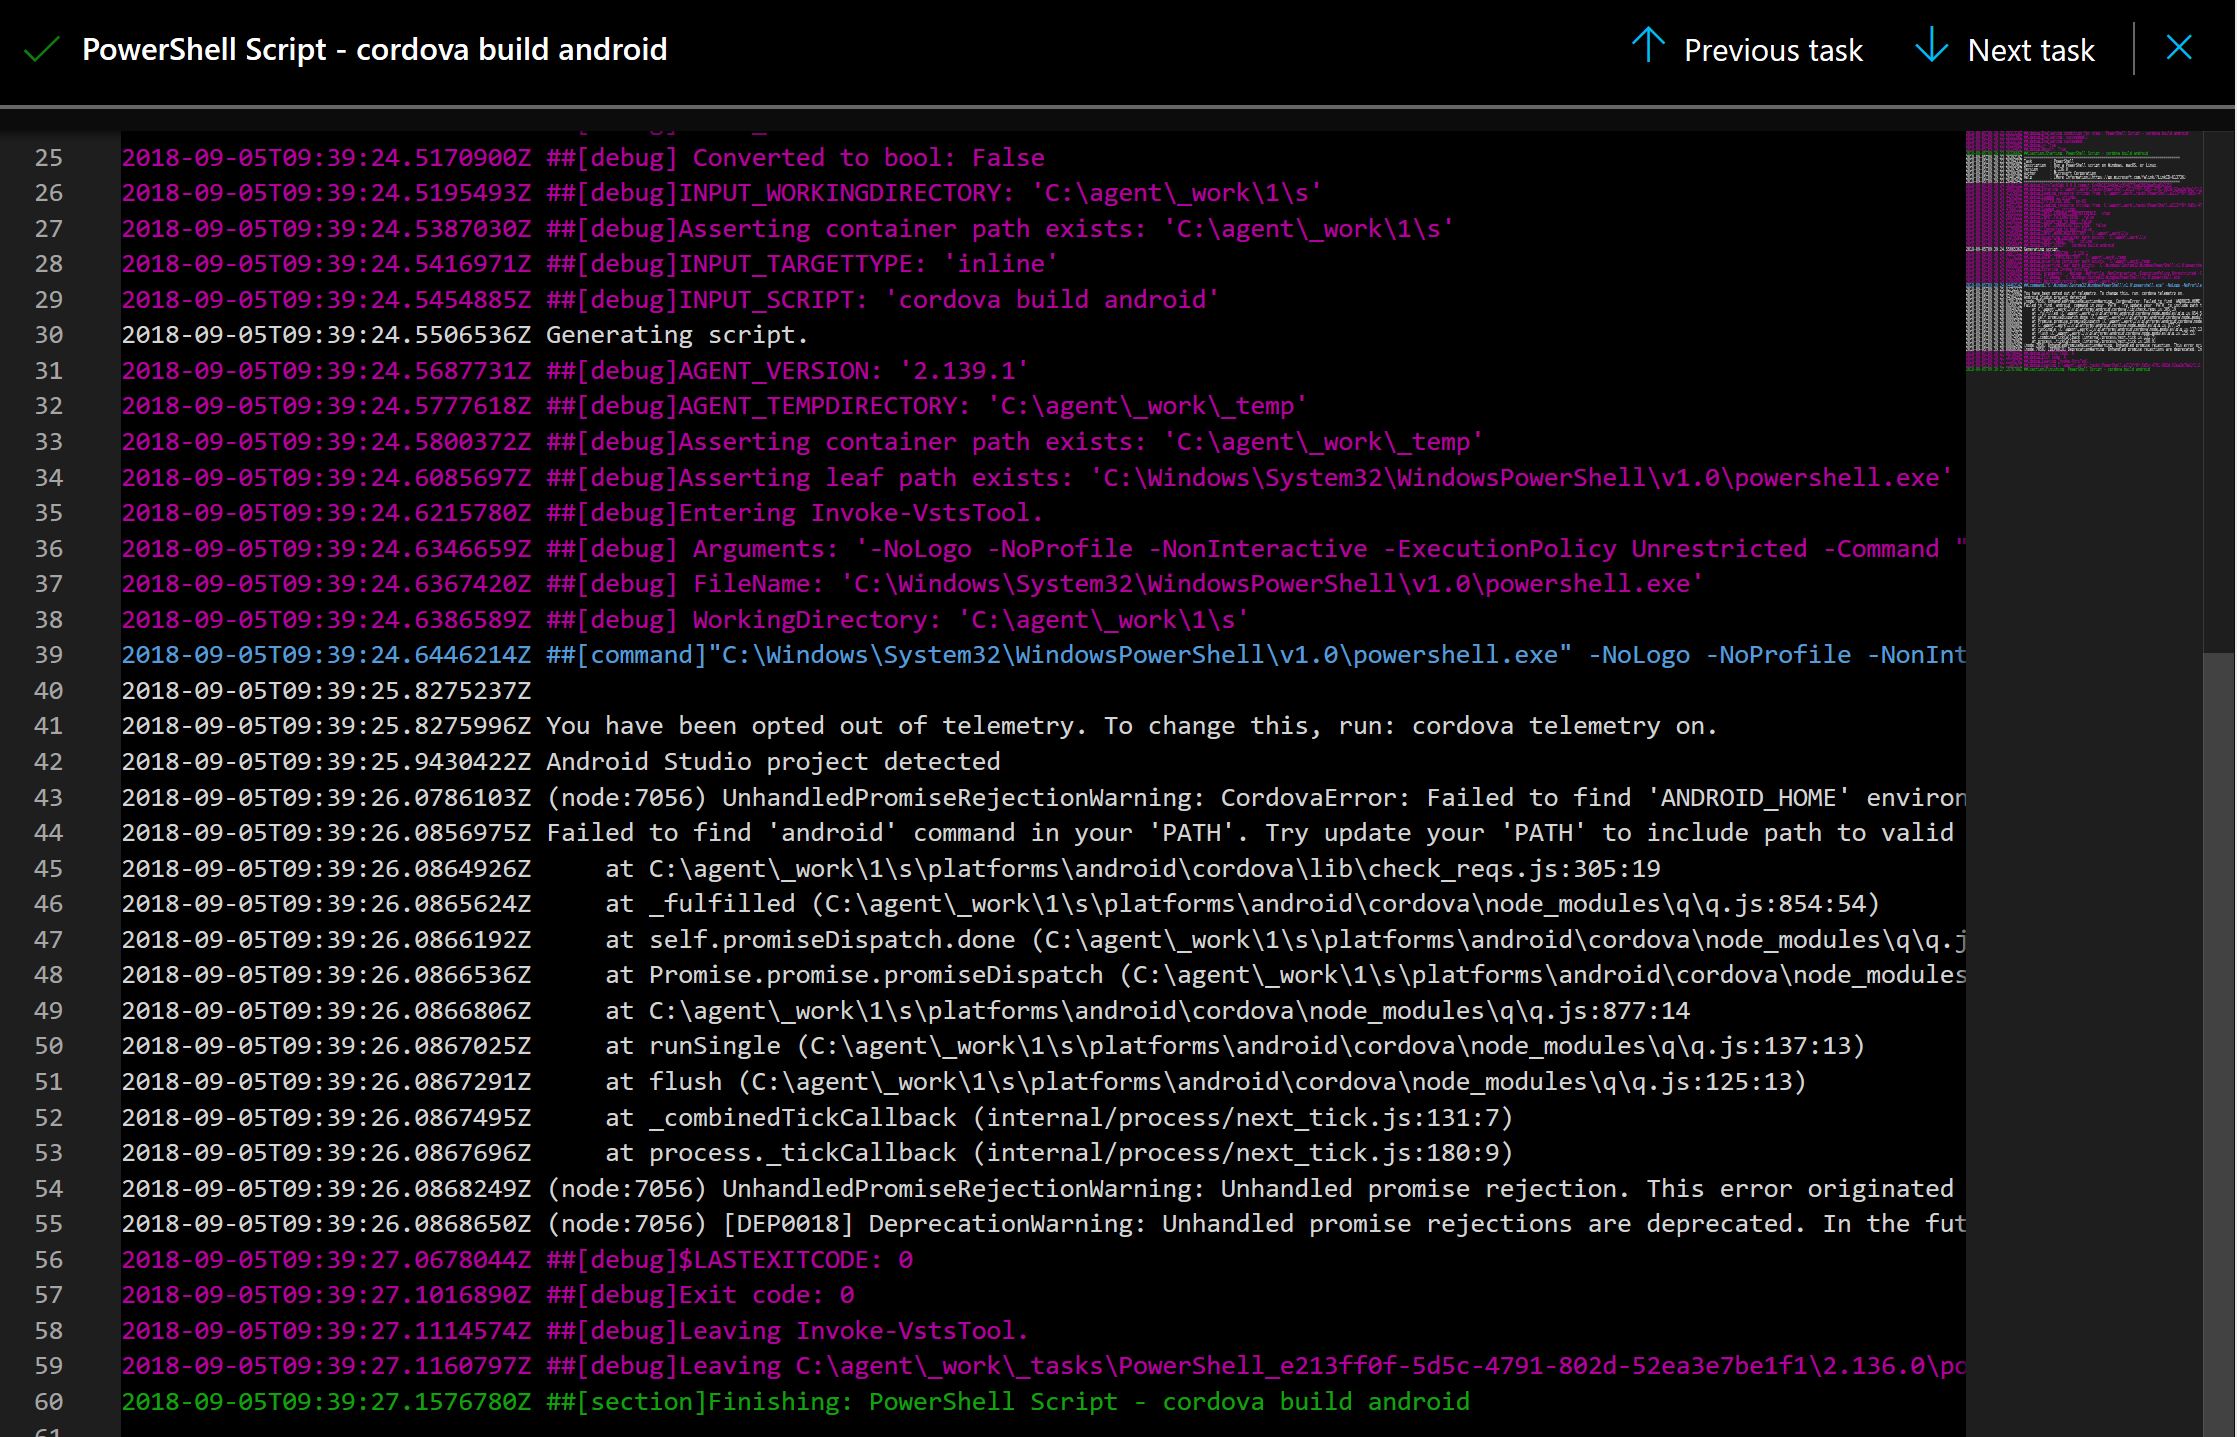 PowerShell Script - cordova build android
Previous task
Next task
25 2018-09-05T09:39:24.5170900Z ##[debug] Converted to bool: False
26 2018-09-05T09:39:24.5195493Z ##[debug]INPUT_WORKINGDIRECTORY: 'C:\agent\_work\1\s'
27 2018-09-05T09:39:24.5387030Z ##[debug]Asserting container path exists: 'C:\agent\_work\1\s'
28 2018-09-05T09:39:24.5416971Z ##[debug]INPUT_TARGETTYPE: 'inline'
29 2018-09-05T09:39:24.5454885Z ##[debug]INPUT_SCRIPT: 'cordova build android'
30 2018-09-05T09:39:24.5506536Z Generating script.
31 2018-09-05T09:39:24.5687731Z ##[debug]AGENT_VERSION: '2.139.1'
32 2018-09-05T09:39:24.5777618Z ##[debug]AGENT_TEMPDIRECTORY: 'C:\agent\_work\_temp'
33 2018-09-05T09:39:24.5800372Z ##[debug]Asserting container path exists: 'C:\agent\_work\_temp'
34 2018-09-05T09:39:24.6085697Z ##[debug]Asserting leaf path exists: 'C:\Windows\System32\WindowsPowerShell\v1.0\powershell.exe'
35 2018-09-05T09:39:24.6215780Z ##[debug]Entering Invoke-VstsTool.
36 2018-09-05T09:39:24.6346659Z ##[debug] Arguments: '-NoLogo -NoProfile -NonInteractive -ExecutionPolicy Unrestricted -Command "
37 2018-09-05T09:39:24.6367420Z ##[debug] FileName: 'C:\Windows\System32\WindowsPowerShell\v1.0\powershell.exe'
38 2018-09-05T09:39:24.6386589Z ##[debug] WorkingDirectory: 'C:\agent\_work\1\s'
39 2018-09-05T09:39:24.6446214Z ##[command]"C:\Windows\System32\WindowsPowerShell\v1.0\powershell.exe" -NoLogo -NoProfile -NonInt
40 2018-09-05T09:39:25.8275237Z
41 2018-09-05T09:39:25.8275996Z You have been opted out of telemetry. To change this, run: cordova telemetry on.
42 2018-09-05T09:39:25.9430422Z Android Studio project detected
43 2018-09-05T09:39:26.0786103Z (node:7056) UnhandledPromiseRejectionWarning: CordovaError: Failed to find 'ANDROID_HOME' environ
44 2018-09-05T09:39:26.0856975Z Failed to find 'android' command in your 'PATH'. Try update your 'PATH' to include path to valid
45 2018-09-05T09:39:26.0864926Z at C:\agent\_work\1\s\platforms\android\cordova\lib\check_reqs.js:305:19
46 2018-09-05T09:39:26.0865624Z at _fulfilled (C:\agent\_work\1\s\platforms\android\cordova\node_modules\q\q.js:854:54)
47 2018-09-05T09:39:26.0866192Z at self.promiseDispatch.done (C:\agent\_work\1\s\platforms\android\cordova\node_modules\q\q.j
48 2018-09-05T09:39:26.0866536Z at Promise.promise.promiseDispatch (C:\agent\_work\1\s\platforms\android\cordova\node_modules
49 2018-09-05T09:39:26.0866806Z at C:\agent\_work\1\s\platforms\android\cordova\node_modules\q\q.js:877:14
50 2018-09-05T09:39:26.0867025Z at runSingle (C:\agent\_work\1\s\platforms\android\cordova\node_modules\q\q.js:137:13)
51 2018-09-05T09:39:26.0867291Z at flush (C:\agent\_work\1\s\platforms\android\cordova\node_modules\q\q.js:125:13)
52 2018-09-05T09:39:26.0867495Z at _combinedTickCallback (internal/process/next_tick.js:131:7)
53 2018-09-05T09:39:26.0867696Z at process._tickCallback (internal/process/next_tick.js:180:9)
54 2018-09-05T09:39:26.0868249Z (node:7056) UnhandledPromiseRejectionWarning: Unhandled promise rejection. This error originated
55 2018-09-05T09:39:26.0868650Z (node:7056) [DEP0018] DeprecationWarning: Unhandled promise rejections are deprecated. In the fut
56 2018-09-05T09:39:27.0678044Z ##[debug]$LASTEXITCODE: 0
57 2018-09-05T09:39:27.1016890Z ##[debug]Exit code: 0
58 2018-09-05T09:39:27.1114574Z ##[debug]Leaving Invoke-VstsTool.
59 2018-09-05T09:39:27.1160797Z ##[debug]Leaving C:\agent\_work\_tasks\PowerShell_e213ff0f-5d5c-4791-802d-52ea3e7be1f1\2.136.0\po
60 2018-09-05T09:39:27.1576780Z ##[section]Finishing: PowerShell Script - cordova build android
61